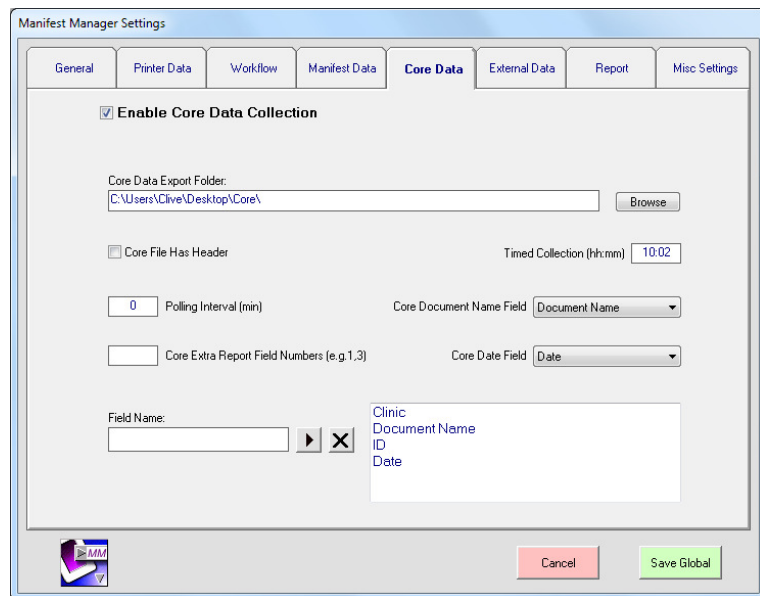 Manifest Manager Settings
General Printer Data Workflow Manifest Data Core Data External Data Report Misc Settings
Enable Core Data Collection
Core Data Export Folder:
C:\Users\Clive\Desktop\Core\ Browse
Core File Has Header Timed Collection (hh:mm) 10:02
0 Polling Interval (min) Core Document Name Field Document Name
Core Extra Report Field Numbers (e.g.1,3) Core Date Field Date
Field Name:
Clinic
Document Name
ID
Date
MM
Cancel Save Global